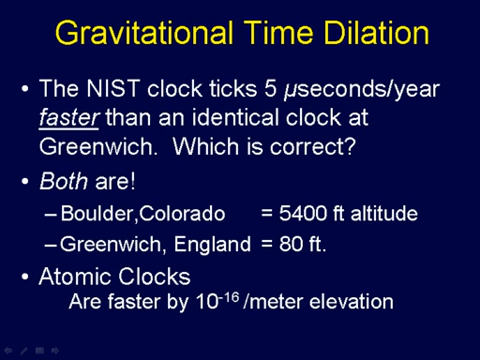 Gravitational Time Dilation
• The NIST clock ticks 5 µseconds/year
faster than an identical clock at
Greenwich. Which is correct?
• Both are!
–Boulder,Colorado = 5400 ft altitude
–Greenwich, England = 80 ft.
• Atomic Clocks
Are faster by 10⁻¹⁶ /meter elevation